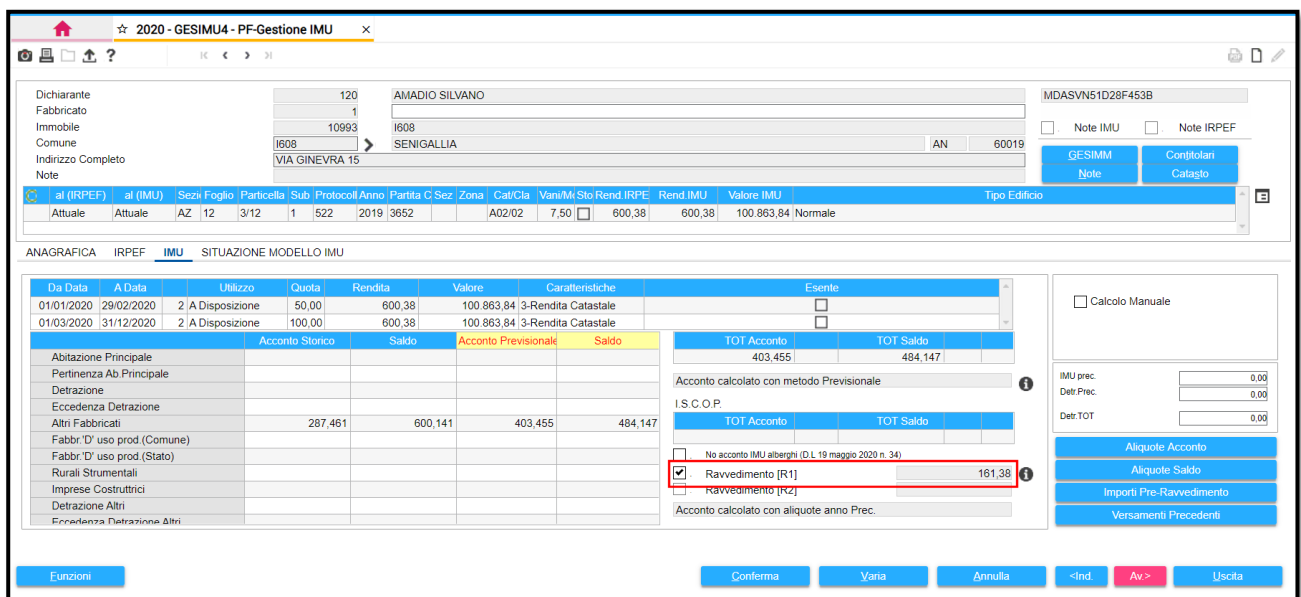 ☆ 2020 - GESIMU4 - PF-Gestione IMU ×
?
Dichiarante 120 AMADIO SILVANO MDASVN51D28F453B
Fabbricato 1
Immobile 10993 I608 Note IMU Note IRPEF
Comune I608 SENIGALLIA AN 60019
Indirizzo Completo VIA GINEVRA 15 GESIMM Contitolari
Note Note Catasto
al (IRPEF) al (IMU) Sezi Foglio Particella Sub Protocoll Anno Partita C Sez Zona Cat/Cla Vani/M Sto Rend.IRPE Rend.IMU Valore IMU Tipo Edificio
Attuale Attuale AZ 12 3/12 1 522 2019 3652 A02/02 7,50 600,38 600,38 100.863,84 Normale
ANAGRAFICA IRPEF IMU SITUAZIONE MODELLO IMU
Da Data A Data Utilizzo Quota Rendita Valore Caratteristiche Esente
01/01/2020 29/02/2020 2 A Disposizione 50,00 600,38 100.863,84 3-Rendita Catastale
01/03/2020 31/12/2020 2 A Disposizione 100,00 600,38 100.863,84 3-Rendita Catastale
Calcolo Manuale
Acconto Storico Saldo Acconto Previsionale Saldo TOT Acconto TOT Saldo
Abitazione Principale 403,455 484,147
Pertinenza Ab.Principale
Detrazione
Eccedenza Detrazione
Altri Fabbricati 287,461 600,141 403,455 484,147
Fabbr.'D' uso prod.(Comune)
Fabbr.'D' uso prod.(Stato)
Rurali Strumentali
Imprese Costruttrici
Detrazione Altri
Eccedenza Detrazione Altri
Acconto calcolato con metodo Previsionale
I.S.C.O.P.
TOT Acconto TOT Saldo
No acconto IMU alberghi (D.L 19 maggio 2020 n. 34)
Ravvedimento [R1] 161,38
Ravvedimento [R2]
Acconto calcolato con aliquote anno Prec.
IMU prec. 0,00
Detr.Prec. 0,00
Detr.TOT 0,00
Aliquote Acconto
Aliquote Saldo
Importi Pre-Ravvedimento
Versamenti Precedenti
Funzioni Conferma Varia Annulla <Ind. Av.> Uscita